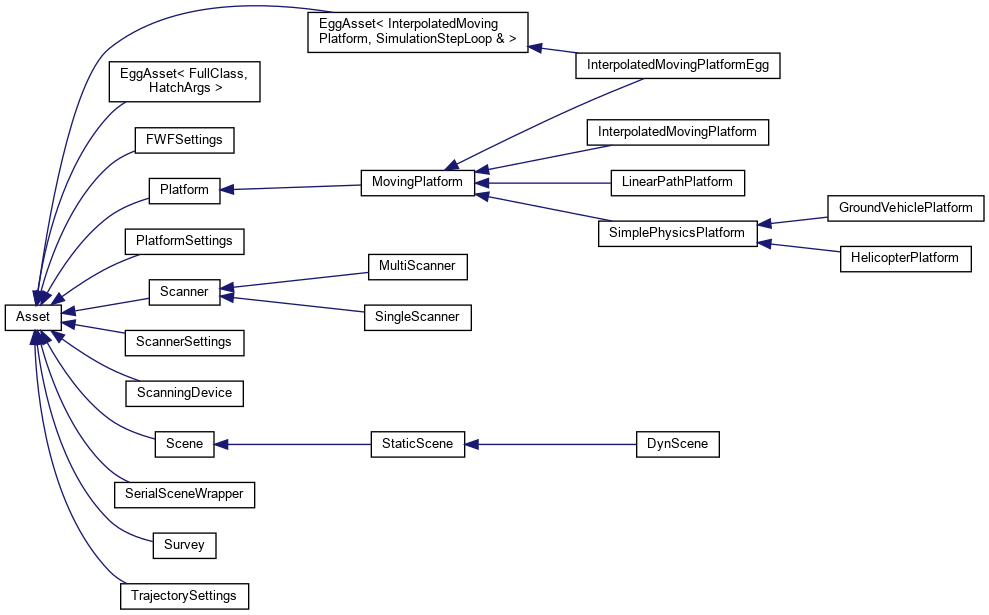 EggAsset< InterpolatedMoving
Platform, SimulationStepLoop & >
InterpolatedMovingPlatformEgg
EggAsset< FullClass,
HatchArgs >
FWFSettings
InterpolatedMovingPlatform
Platform
MovingPlatform
LinearPathPlatform
GroundVehiclePlatform
PlatformSettings
SimplePhysicsPlatform
HelicopterPlatform
MultiScanner
Scanner
Asset
SingleScanner
ScannerSettings
ScanningDevice
Scene
StaticScene
DynScene
SerialSceneWrapper
Survey
TrajectorySettings